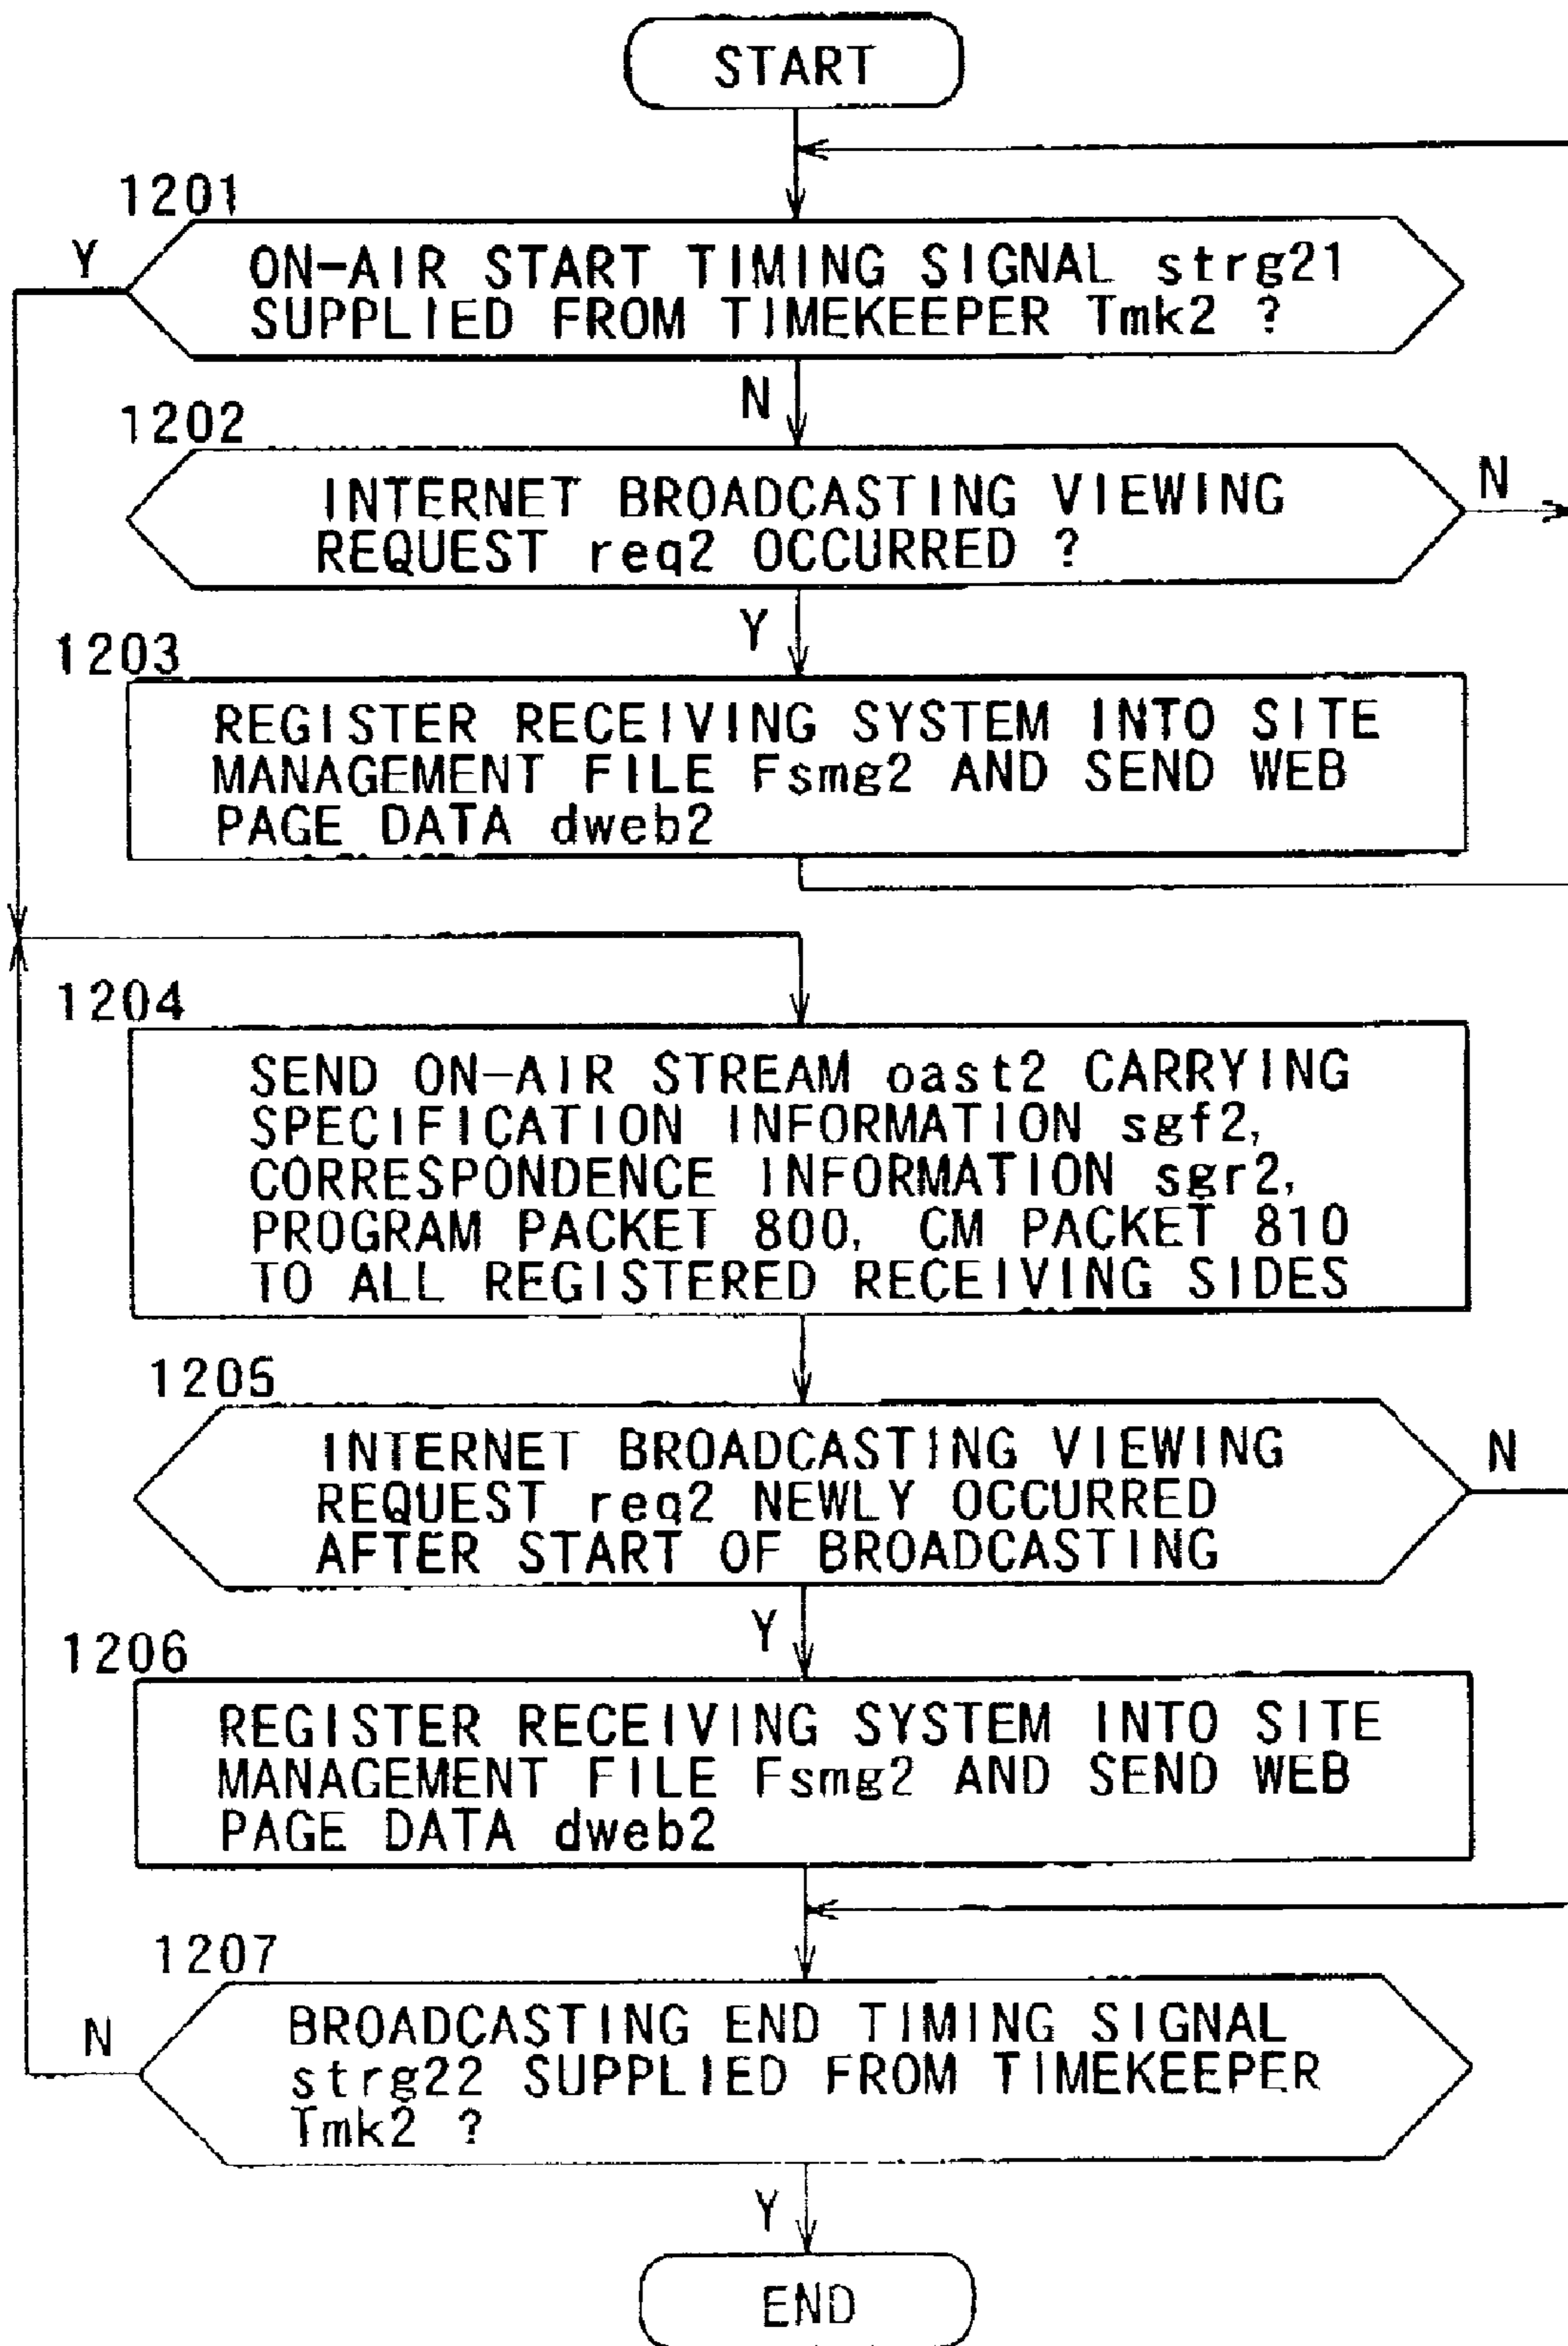 START
1201
Y
ON-AIR START TIMING SIGNAL strg21
SUPPLIED FROM TIMEKEEPER Tmk2 ?
N
1202
INTERNET BROADCASTING VIEWING
REQUEST req2 OCCURRED ?
N
Y
1203
REGISTER RECEIVING SYSTEM INTO SITE
MANAGEMENT FILE Fsmg2 AND SEND WEB
PAGE DATA dweb2
1204
SEND ON-AIR STREAM oast2 CARRYING
SPECIFICATION INFORMATION sgf2,
CORRESPONDENCE INFORMATION sgr2,
PROGRAM PACKET 800, CM PACKET 810
TO ALL REGISTERED RECEIVING SIDES
1205
INTERNET BROADCASTING VIEWING
REQUEST req2 NEWLY OCCURRED
AFTER START OF BROADCASTING
N
Y
1206
REGISTER RECEIVING SYSTEM INTO SITE
MANAGEMENT FILE Fsmg2 AND SEND WEB
PAGE DATA dweb2
1207
N
BROADCASTING END TIMING SIGNAL
strg22 SUPPLIED FROM TIMEKEEPER
Tmk2 ?
Y
END